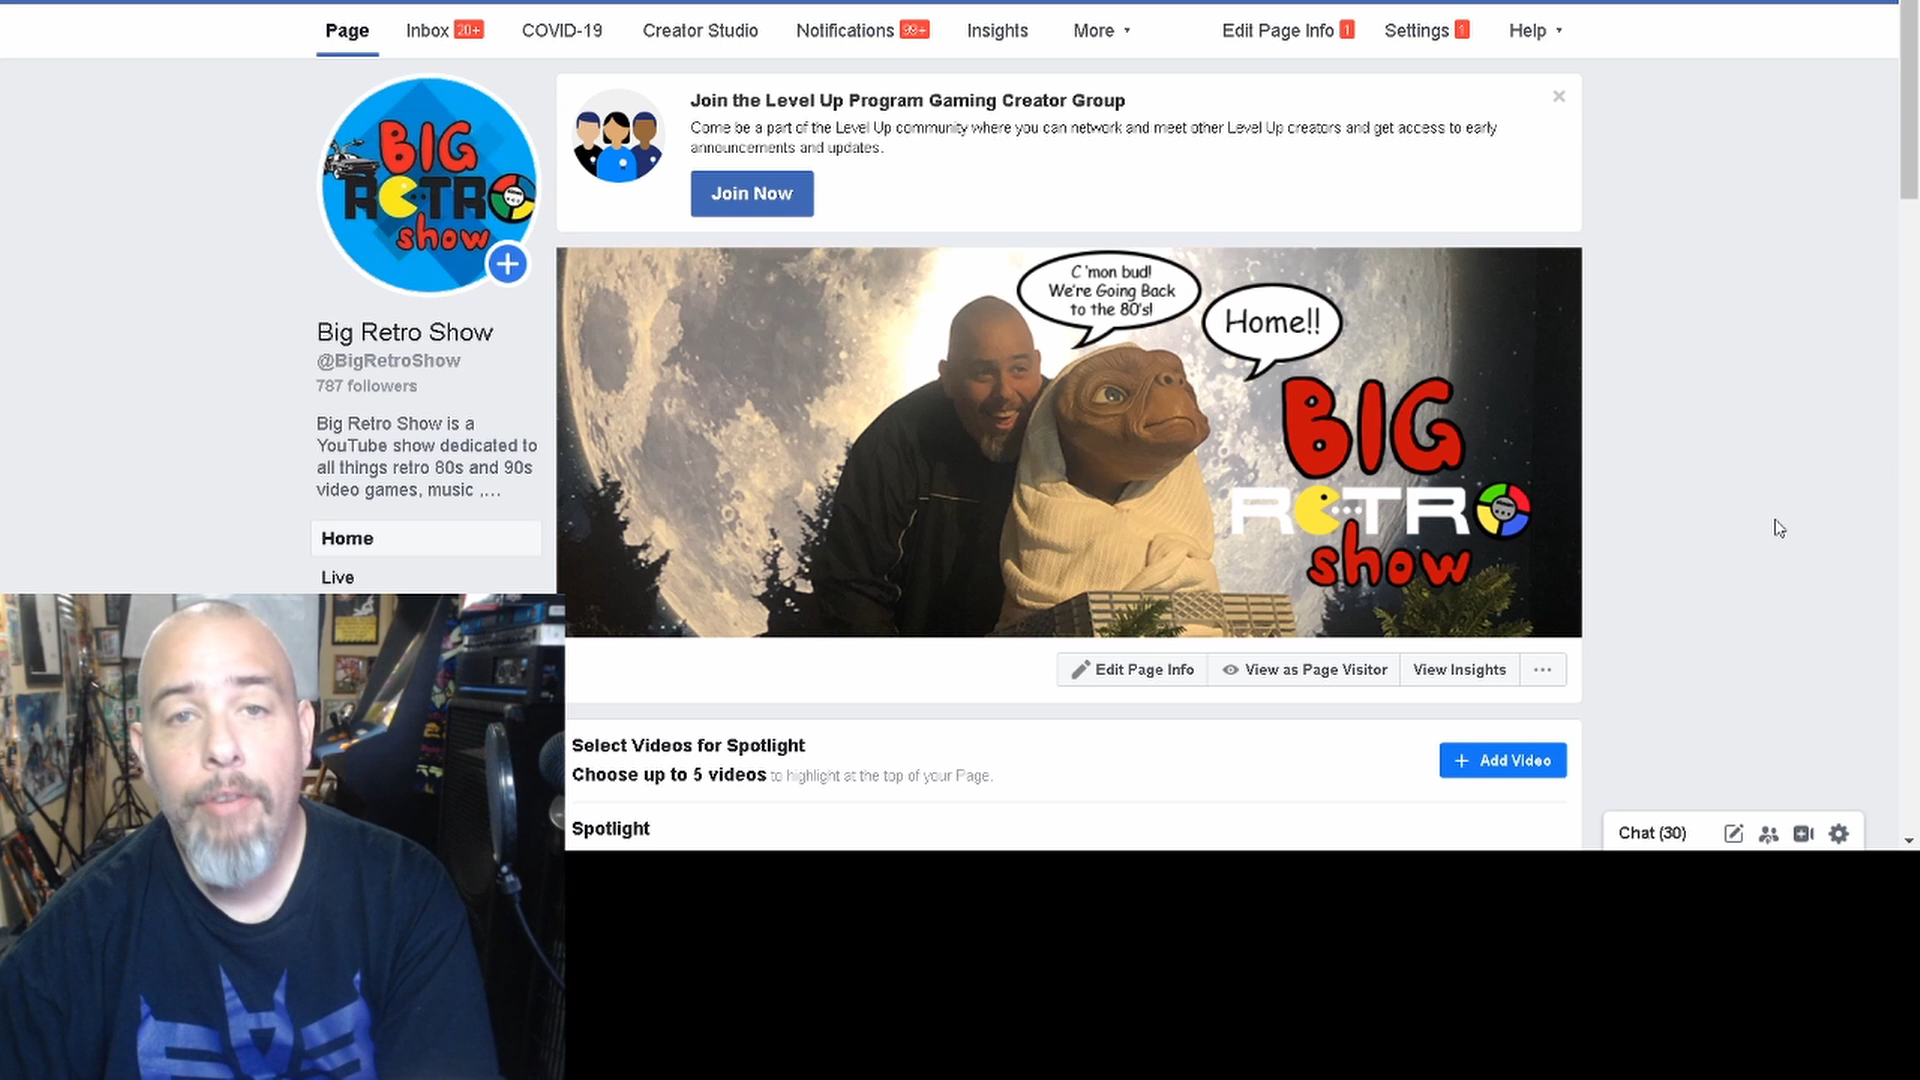 Page
Inbox 20+
COVID-19
Creator Studio
Notifications 99+
Insights
More
Edit Page Info 1
Settings 1
Help
BIG
RETRO
show
Join the Level Up Program Gaming Creator Group
Come be a part of the Level Up community where you can network and meet other Level Up creators and get access to early
announcements and updates.
Join Now
Big Retro Show
@BigRetroShow
787 followers
Big Retro Show is a
YouTube show dedicated to
all things retro 80s and 90s
video games, music ,...
Home
Live
C'mon bud!
We're Going Back
to the 80's!
Home!!
BIG
RETRO
show
Edit Page Info
View as Page Visitor
View Insights
Select Videos for Spotlight
Choose up to 5 videos to highlight at the top of your Page.
+ Add Video
Spotlight
Chat (30)